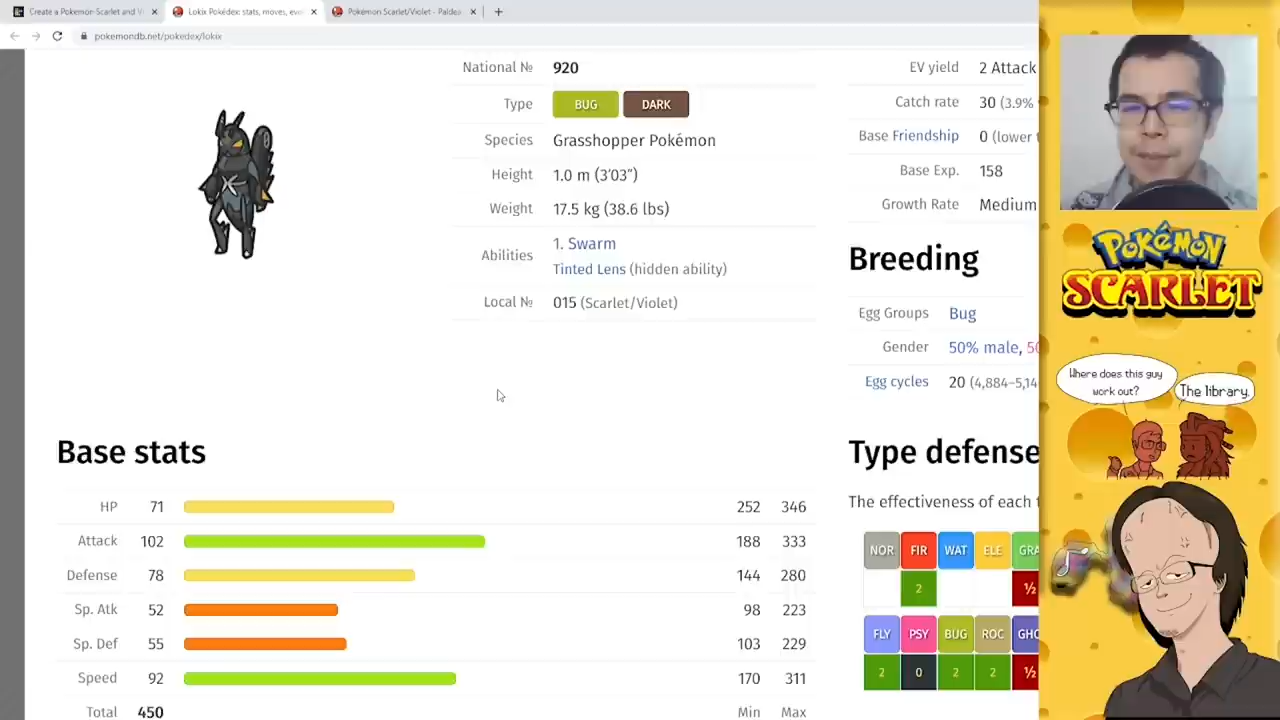 Create a Pokemon Scarlet and Vi
Lokix Pokédex: stats, moves, evo
Pokémon Scarlet/Violet - Paldea
pokemondb.net/pokedex/lokix
National № 920
Type BUG DARK
Species Grasshopper Pokémon
Height 1.0 m (3'03")
Weight 17.5 kg (38.6 lbs)
Abilities 1. Swarm
Tinted Lens (hidden ability)
Local № 015 (Scarlet/Violet)
EV yield 2 Attack
Catch rate 30 (3.9%
Base Friendship 0 (lower t
Base Exp. 158
Growth Rate Medium
Breeding
Egg Groups Bug
Gender 50% male, 50
Egg cycles 20 (4,884–5,14
Base stats
HP 71 252 346
Attack 102 188 333
Defense 78 144 280
Sp. Atk 52 98 223
Sp. Def 55 103 229
Speed 92 170 311
Total 450 Min Max
Type defense
The effectiveness of each t
NOR FIR WAT ELE GRA
2 ½
FLY PSY BUG ROC GHO
2 0 2 2 ½
POKéMON
SCARLET
Where does this guy
work out?
The library.